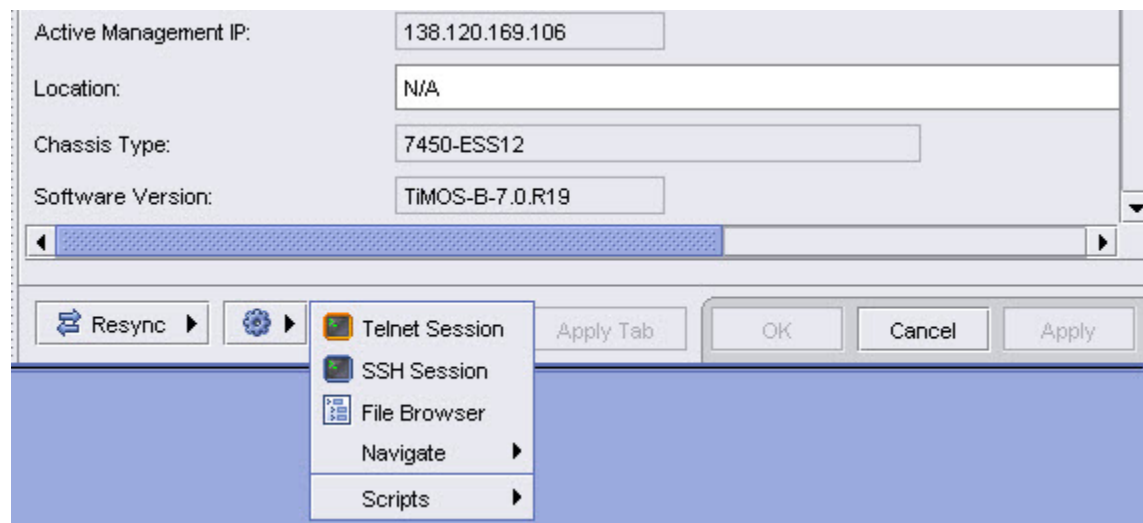 Active Management IP: 138.120.169.106
Location: N/A
Chassis Type: 7450-ESS12
Software Version: TiMOS-B-7.0.R19
Resync Telnet Session Apply Tab OK Cancel Apply
SSH Session
File Browser
Navigate
Scripts